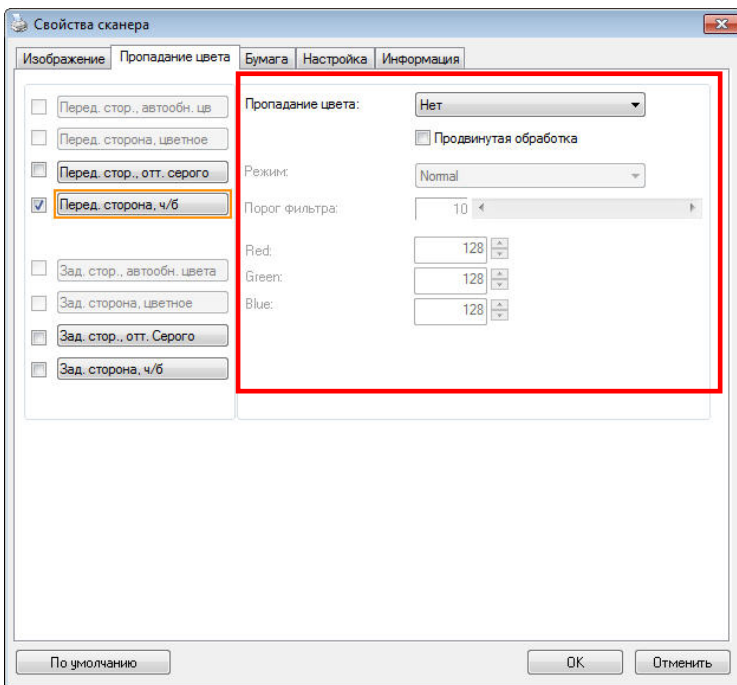 Свойства сканера
Изображение Пропадание цвета Бумага Настройка Информация
Перед. стор., автообн. цв
Перед. сторона, цветное
Перед. стор., отт. серого
Перед. сторона, ч/б
Зад. стор., автообн. цвета
Зад. сторона, цветное
Зад. стор., отт. Серого
Зад. сторона, ч/б
Пропадание цвета: Нет
Продвинутая обработка
Режим: Normal
Порог фильтра: 10
Red: 128
Green: 128
Blue: 128
По умолчанию OK Отменить